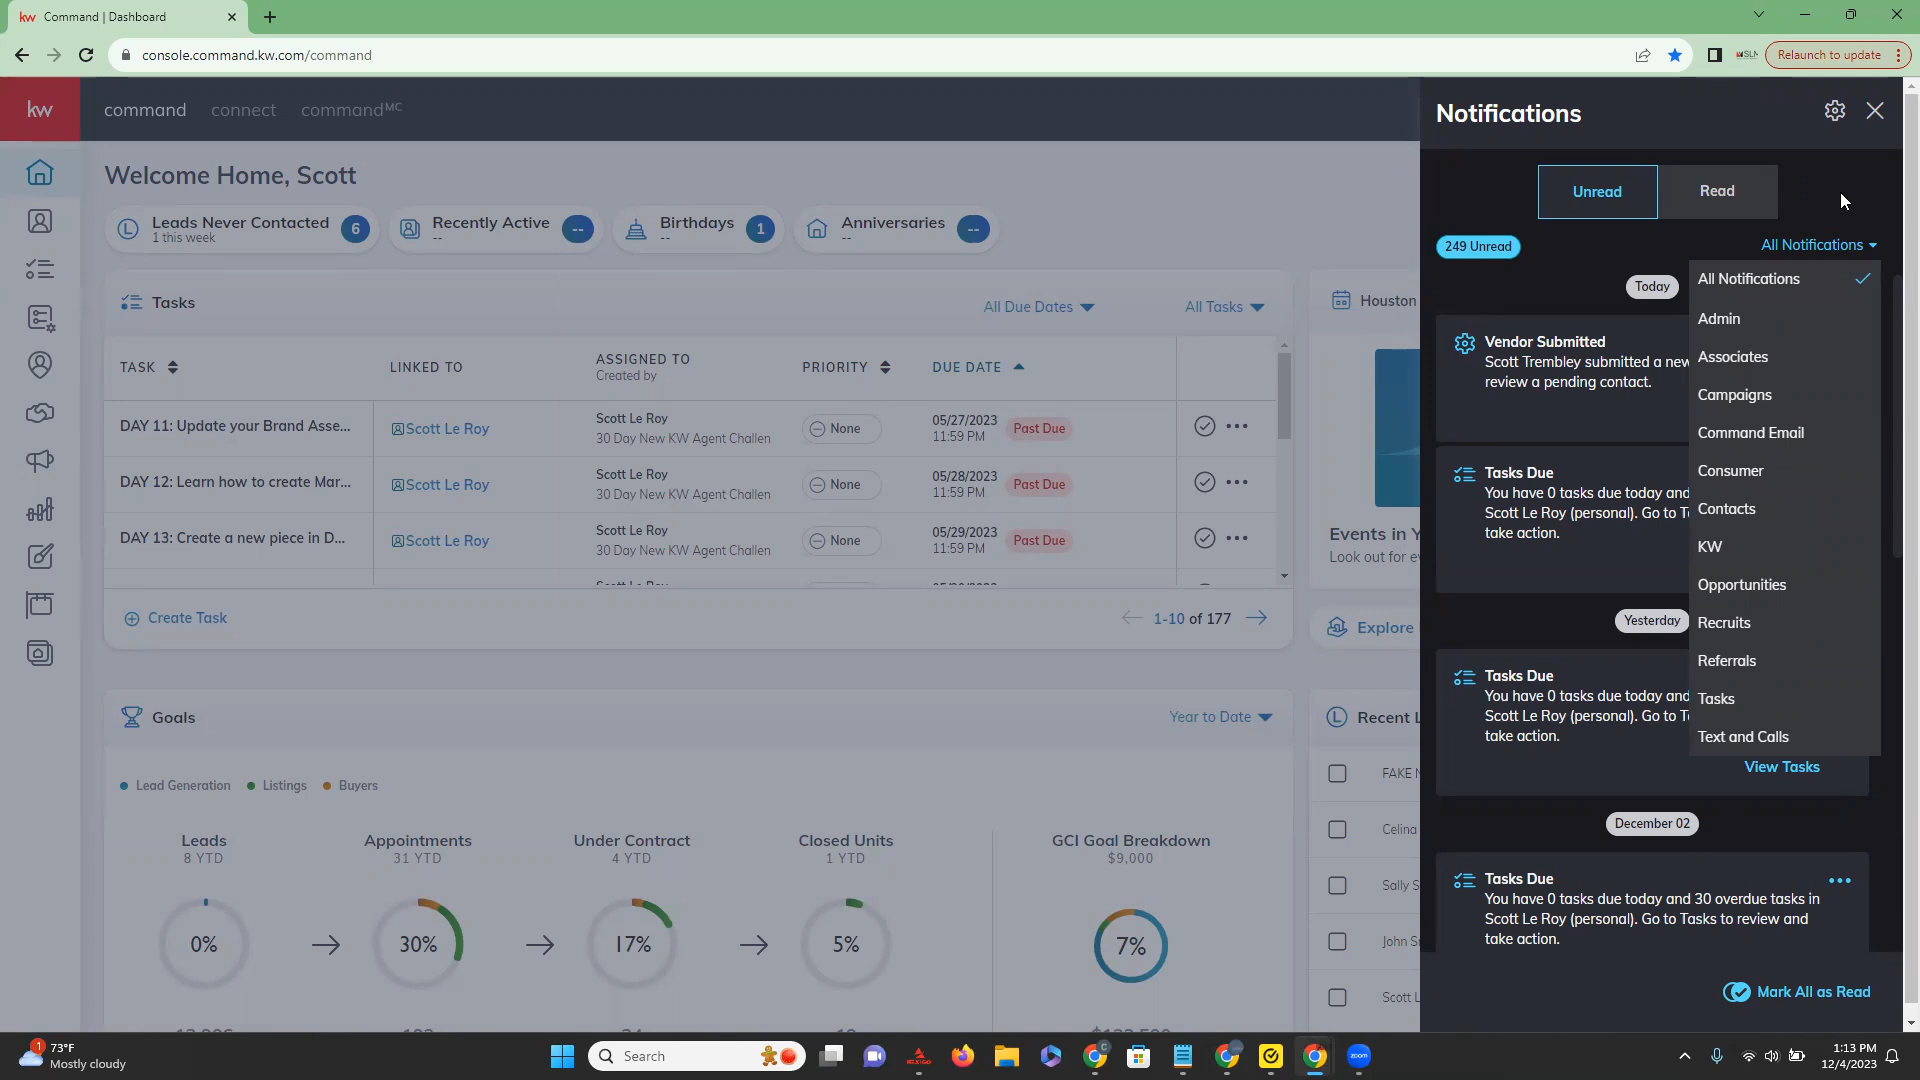 kw Command | Dashboard
console.command.kw.com/command
Relaunch to update
kw
command connect commandMC
Notifications
Welcome Home, Scott
Unread Read
Leads Never Contacted
1 this week
6
Recently Active
--
--
Birthdays
--
1
Anniversaries
--
--
249 Unread
All Notifications
Tasks
All Due Dates
All Tasks
Houston
Today
All Notifications
Admin
Associates
Campaigns
Command Email
Consumer
Contacts
KW
Opportunities
Recruits
Referrals
Tasks
Text and Calls
TASK
LINKED TO
ASSIGNED TO
Created by
PRIORITY
DUE DATE
DAY 11: Update your Brand Asse...
Scott Le Roy
Scott Le Roy
30 Day New KW Agent Challen
None
05/27/2023
11:59 PM
Past Due
DAY 12: Learn how to create Mar...
Scott Le Roy
Scott Le Roy
30 Day New KW Agent Challen
None
05/28/2023
11:59 PM
Past Due
DAY 13: Create a new piece in D...
Scott Le Roy
Scott Le Roy
30 Day New KW Agent Challen
None
05/29/2023
11:59 PM
Past Due
Create Task
1-10 of 177
Events in Y
Look out for ev
Explore
Vendor Submitted
Scott Trembley submitted a new
review a pending contact.
Tasks Due
You have 0 tasks due today and
Scott Le Roy (personal). Go to T
take action.
Yesterday
Tasks Due
You have 0 tasks due today and
Scott Le Roy (personal). Go to T
take action.
View Tasks
December 02
Tasks Due
You have 0 tasks due today and 30 overdue tasks in
Scott Le Roy (personal). Go to Tasks to review and
take action.
Mark All as Read
Goals
Year to Date
Lead Generation Listings Buyers
Leads
8 YTD
0%
Appointments
31 YTD
30%
Under Contract
4 YTD
17%
Closed Units
1 YTD
5%
GCI Goal Breakdown
$9,000
7%
Recent L
FAKE
Celina
Sally S
John S
Scott L
1
73°F
Mostly cloudy
Search
zoom
1:13 PM
12/4/2023